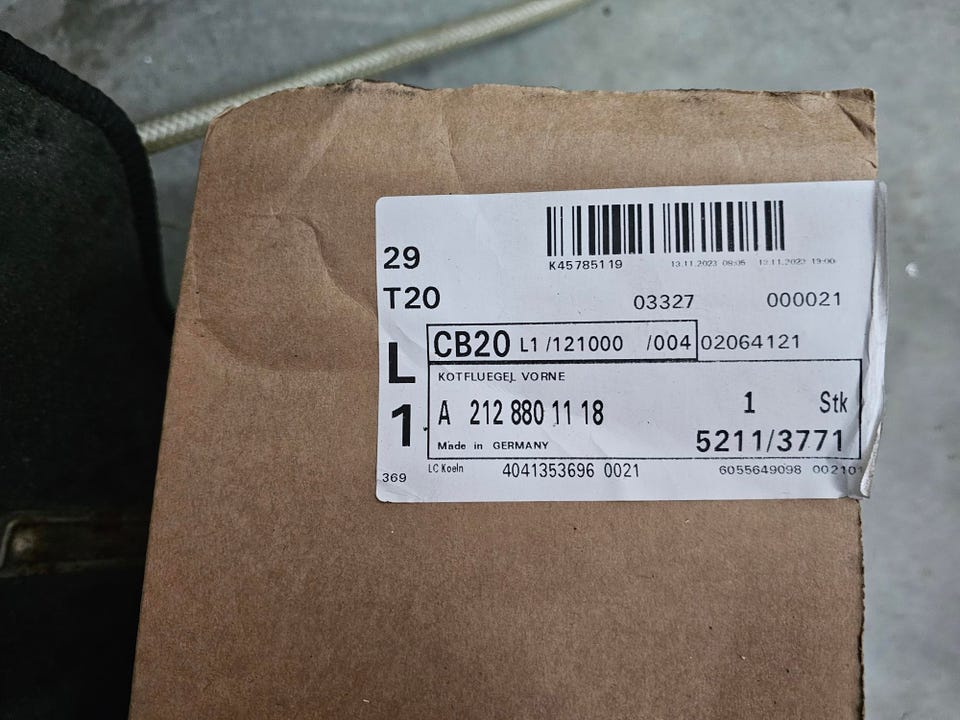 K45785119 13.11.2023 08:05 13.11.2023 19:00
29
T20 03327 000021
L
1
CB20 L1 /121000 /004 02064121
KOTFLUEGEL VORNE
A 212 880 11 18 1 Stk
Made in GERMANY 5211/3771
LC Koeln 4041353696 0021 6055649098 002101
369